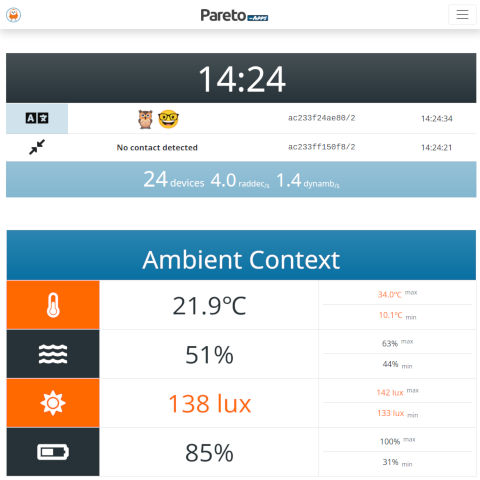 Pareto
14:24
ac233f24ae80/2 14:24:34
No contact detected ac233ff150f8/2 14:24:21
24 devices 4.0 raddec/s 1.4 dynamb/s
Ambient Context
21.9°C 34.0°C max
10.1°C min
51% 63% max
44% min
138 lux 142 lux max
133 lux min
85% 100% max
31% min